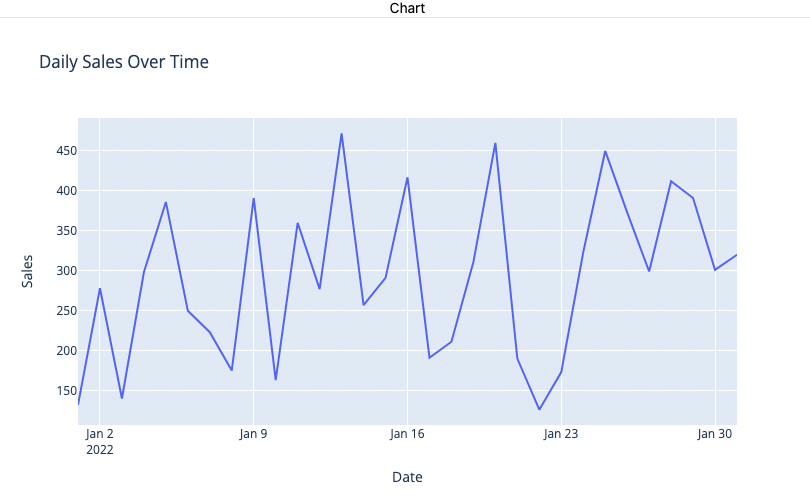 Chart
Daily Sales Over Time
450
400
350
300
250
200
150
Sales
Jan 2
2022
Jan 9
Jan 16
Jan 23
Jan 30
Date